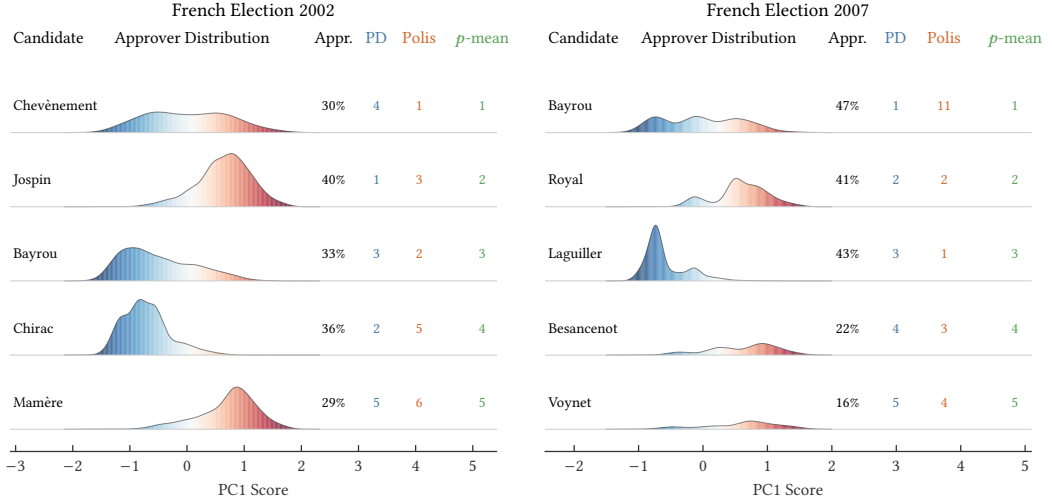 French Election 2002
Candidate Approver Distribution Appr. PD Polis p-mean
Chevènement 30% 4 1 1
Jospin 40% 1 3 2
Bayrou 33% 3 2 3
Chirac 36% 2 5 4
Mamère 29% 5 6 5
−3 −2 −1 0 1 2 3 4 5
PC1 Score
French Election 2007
Candidate Approver Distribution Appr. PD Polis p-mean
Bayrou 47% 1 11 1
Royal 41% 2 2 2
Laguiller 43% 3 1 3
Besancenot 22% 4 3 4
Voynet 16% 5 4 5
−2 −1 0 1 2 3 4 5
PC1 Score